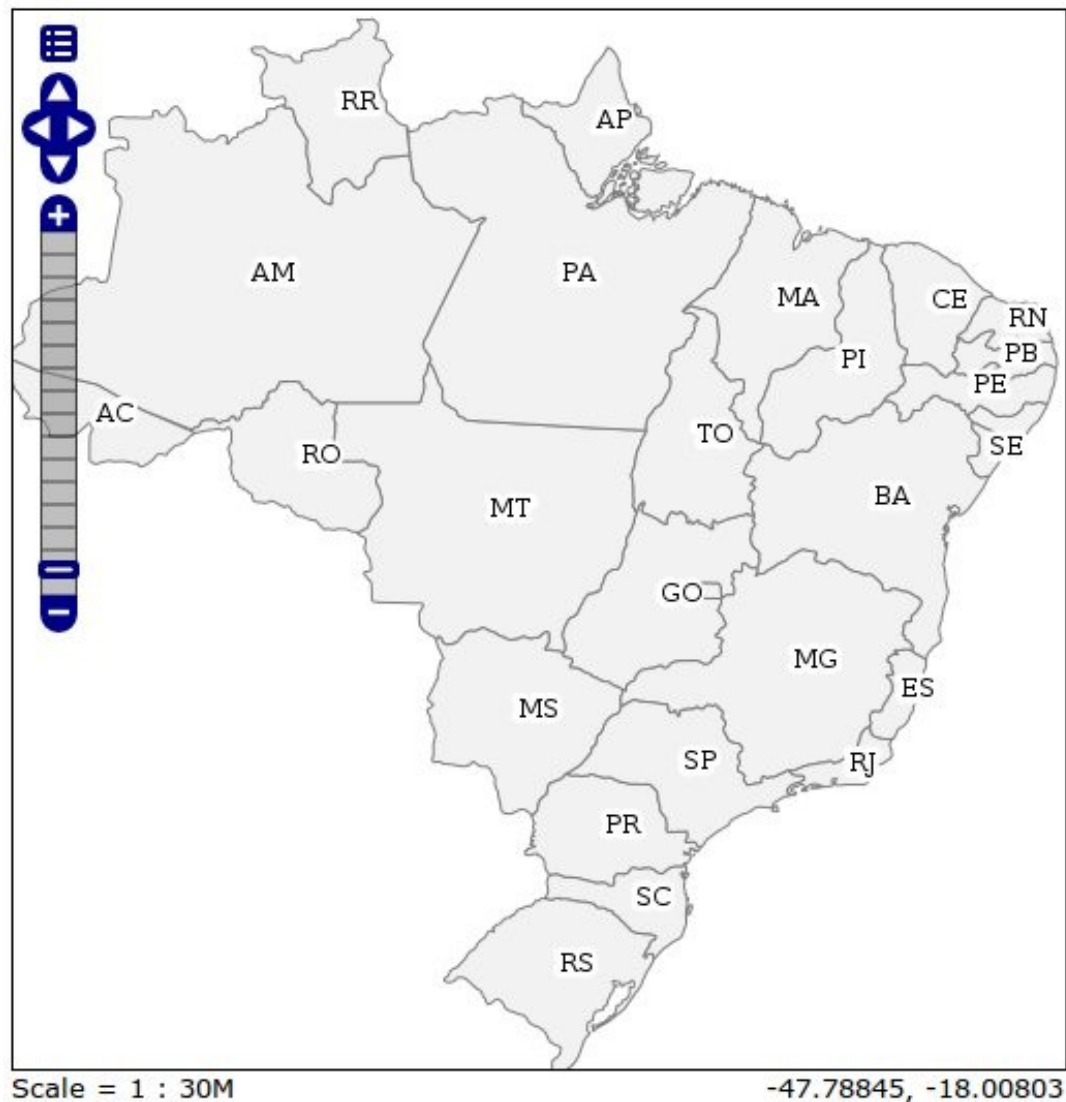 RR
AP
AM
PA
MA
CE
RN
PB
PI
PE
AC
TO
SE
RO
BA
MT
GO
MG
ES
MS
SP
RJ
PR
SC
RS
Scale = 1 : 30M
-47.78845, -18.00803